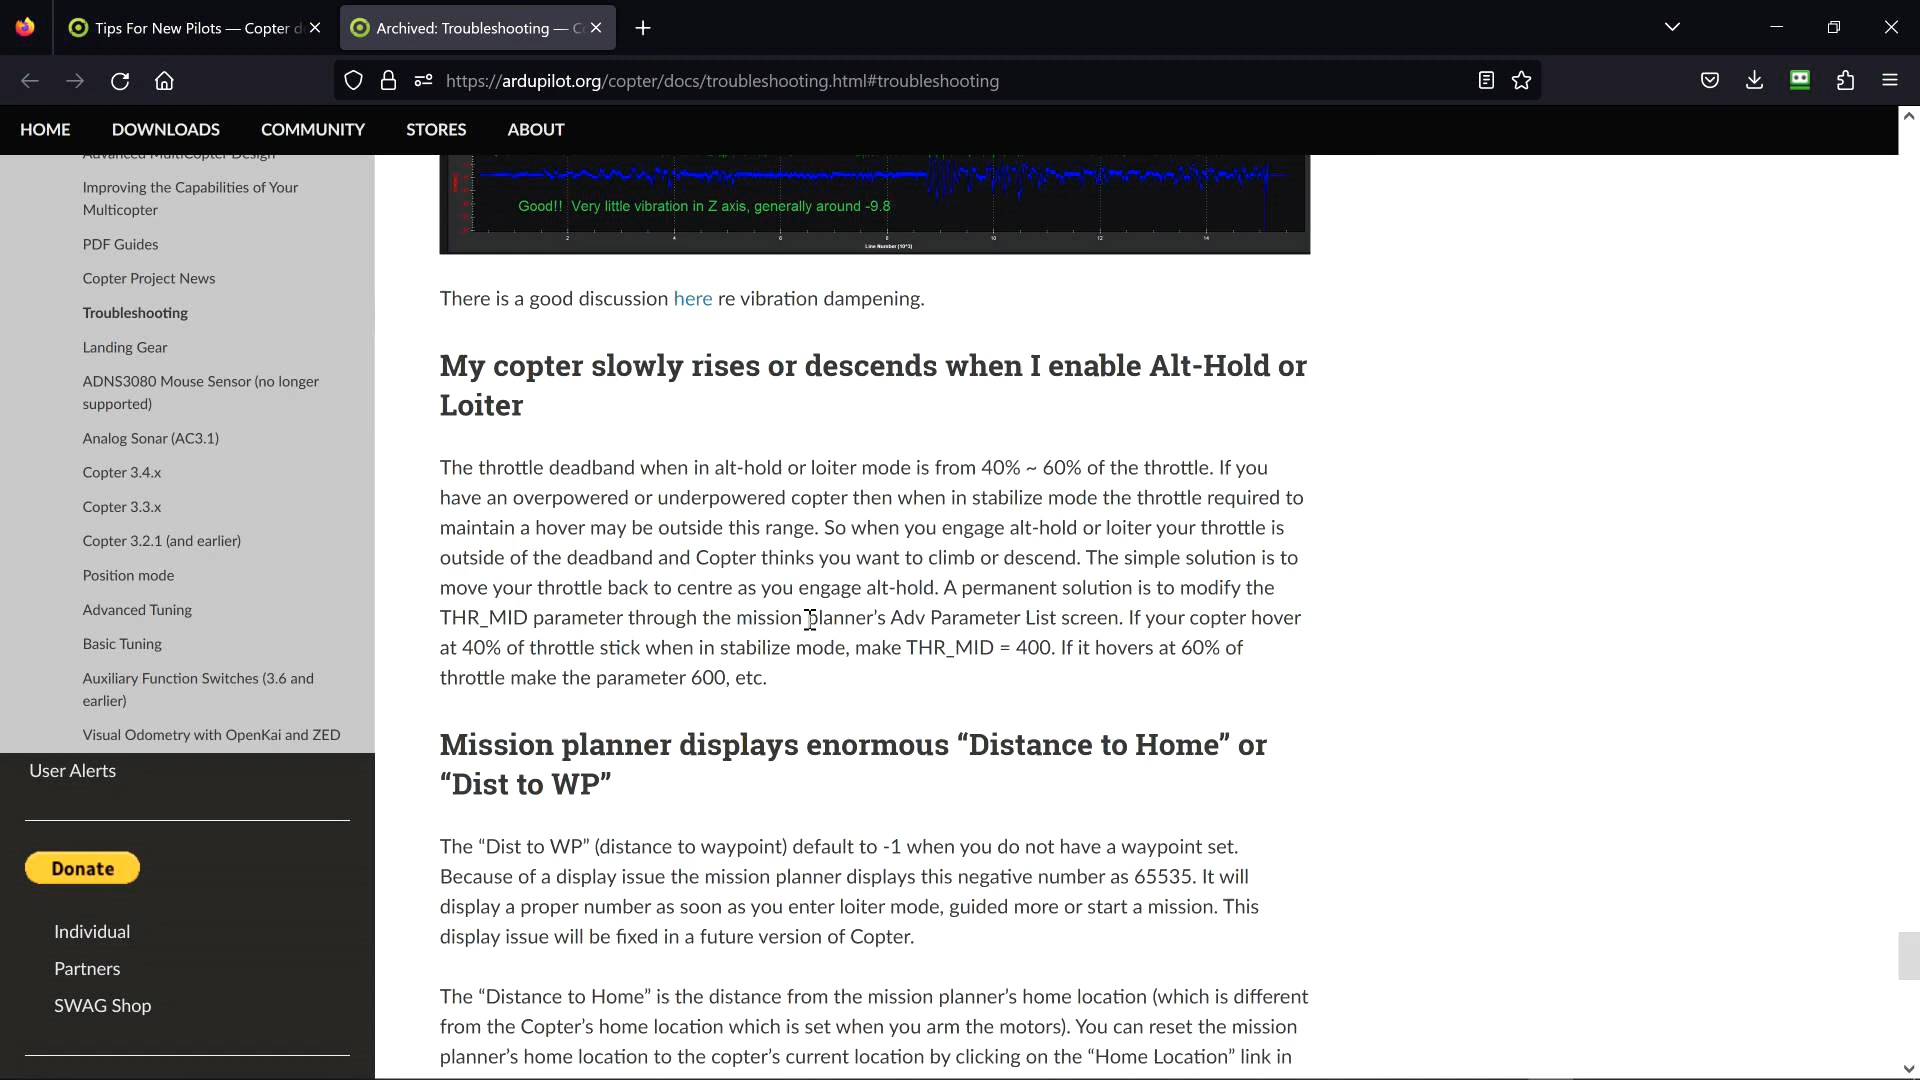 Tips For New Pilots — Copter d
Archived: Troubleshooting — C
https://ardupilot.org/copter/docs/troubleshooting.html#troubleshooting
HOME
DOWNLOADS
COMMUNITY
STORES
ABOUT
Advanced MultiCopter Design
Improving the Capabilities of Your
Multicopter
PDF Guides
Copter Project News
Troubleshooting
Landing Gear
ADNS3080 Mouse Sensor (no longer
supported)
Analog Sonar (AC3.1)
Copter 3.4.x
Copter 3.3.x
Copter 3.2.1 (and earlier)
Position mode
Advanced Tuning
Basic Tuning
Auxiliary Function Switches (3.6 and
earlier)
Visual Odometry with OpenKai and ZED
User Alerts
Donate
Individual
Partners
SWAG Shop
Good!! Very little vibration in Z axis, generally around -9.8
2 4 6 8 10 12 14
Line Number (10^3)
There is a good discussion here re vibration dampening.
My copter slowly rises or descends when I enable Alt-Hold or
Loiter
The throttle deadband when in alt-hold or loiter mode is from 40% ~ 60% of the throttle. If you
have an overpowered or underpowered copter then when in stabilize mode the throttle required to
maintain a hover may be outside this range. So when you engage alt-hold or loiter your throttle is
outside of the deadband and Copter thinks you want to climb or descend. The simple solution is to
move your throttle back to centre as you engage alt-hold. A permanent solution is to modify the
THR_MID parameter through the mission planner’s Adv Parameter List screen. If your copter hover
at 40% of throttle stick when in stabilize mode, make THR_MID = 400. If it hovers at 60% of
throttle make the parameter 600, etc.
Mission planner displays enormous “Distance to Home” or
“Dist to WP”
The “Dist to WP” (distance to waypoint) default to -1 when you do not have a waypoint set.
Because of a display issue the mission planner displays this negative number as 65535. It will
display a proper number as soon as you enter loiter mode, guided more or start a mission. This
display issue will be fixed in a future version of Copter.
The “Distance to Home” is the distance from the mission planner’s home location (which is different
from the Copter’s home location which is set when you arm the motors). You can reset the mission
planner’s home location to the copter’s current location by clicking on the “Home Location” link in